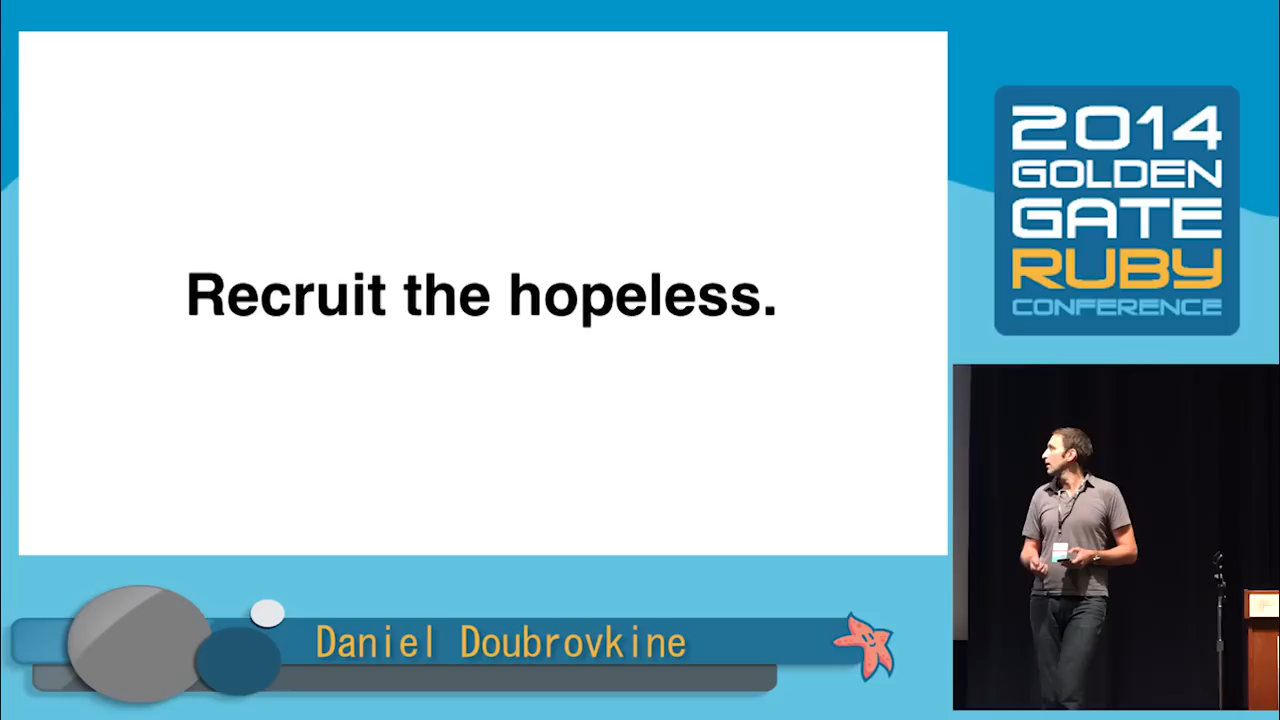 Recruit the hopeless.
2014
GOLDEN
GATE
RUBY
CONFERENCE
Daniel Doubrovkine